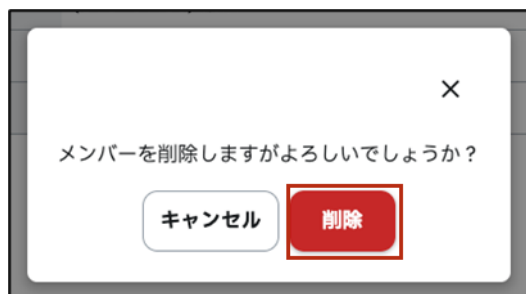 メンバーを削除しますがよろしいでしょうか？
キャンセル
削除